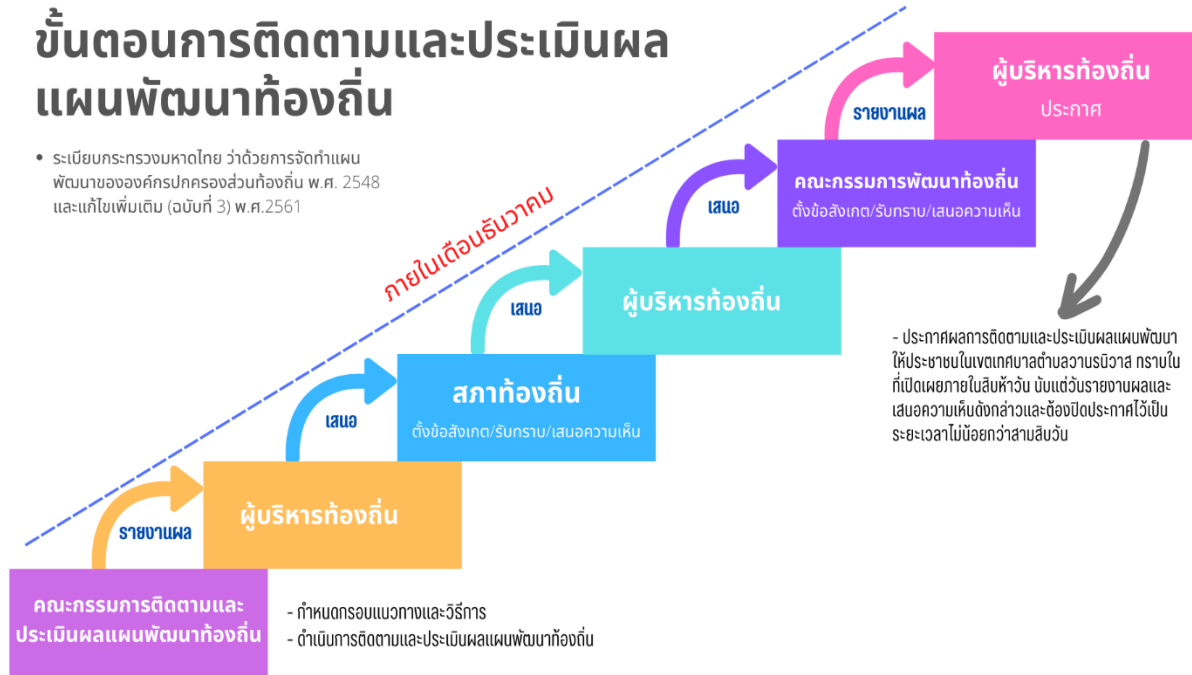 ขั้นตอนการติดตามและประเมินผล
แผนพัฒนาท้องถิ่น
• ระเบียบกระทรวงมหาดไทย ว่าด้วยการจัดทำแผน
พัฒนาขององค์กรปกครองส่วนท้องถิ่น พ.ศ. 2548
และแก้ไขเพิ่มเติม (ฉบับที่ 3) พ.ศ.2561
ภายในเดือนธันวาคม
ผู้บริหารท้องถิ่น
ประกาศ
รายงานผล
คณะกรรมการพัฒนาท้องถิ่น
ตั้งข้อสังเกต/รับทราบ/เสนอความเห็น
เสนอ
ผู้บริหารท้องถิ่น
เสนอ
สภาท้องถิ่น
ตั้งข้อสังเกต/รับทราบ/เสนอความเห็น
เสนอ
ผู้บริหารท้องถิ่น
รายงานผล
คณะกรรมการติดตามและ
ประเมินผลแผนพัฒนาท้องถิ่น
- กำหนดกรอบแนวทางและวิธีการ
- ดำเนินการติดตามและประเมินผลแผนพัฒนาท้องถิ่น
- ประกาศผลการติดตามและประเมินผลแผนพัฒนา
ให้ประชาชนในเขตเทศบาลตำบลวานรนิวาส ทราบใน
ที่เปิดเผยภายในสิบห้าวัน นับแต่วันรายงานผลและ
เสนอความเห็นดังกล่าวและต้องปิดประกาศไว้เป็น
ระยะเวลาไม่น้อยกว่าสามสิบวัน